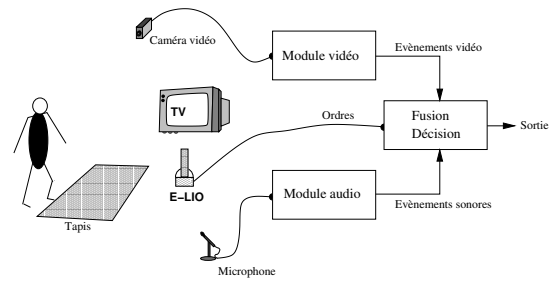 Caméra vidéo
Module vidéo
Evènements vidéo
TV
Ordres
Fusion
Décision
Sortie
E-LIO
Module audio
Evènements sonores
Tapis
Microphone